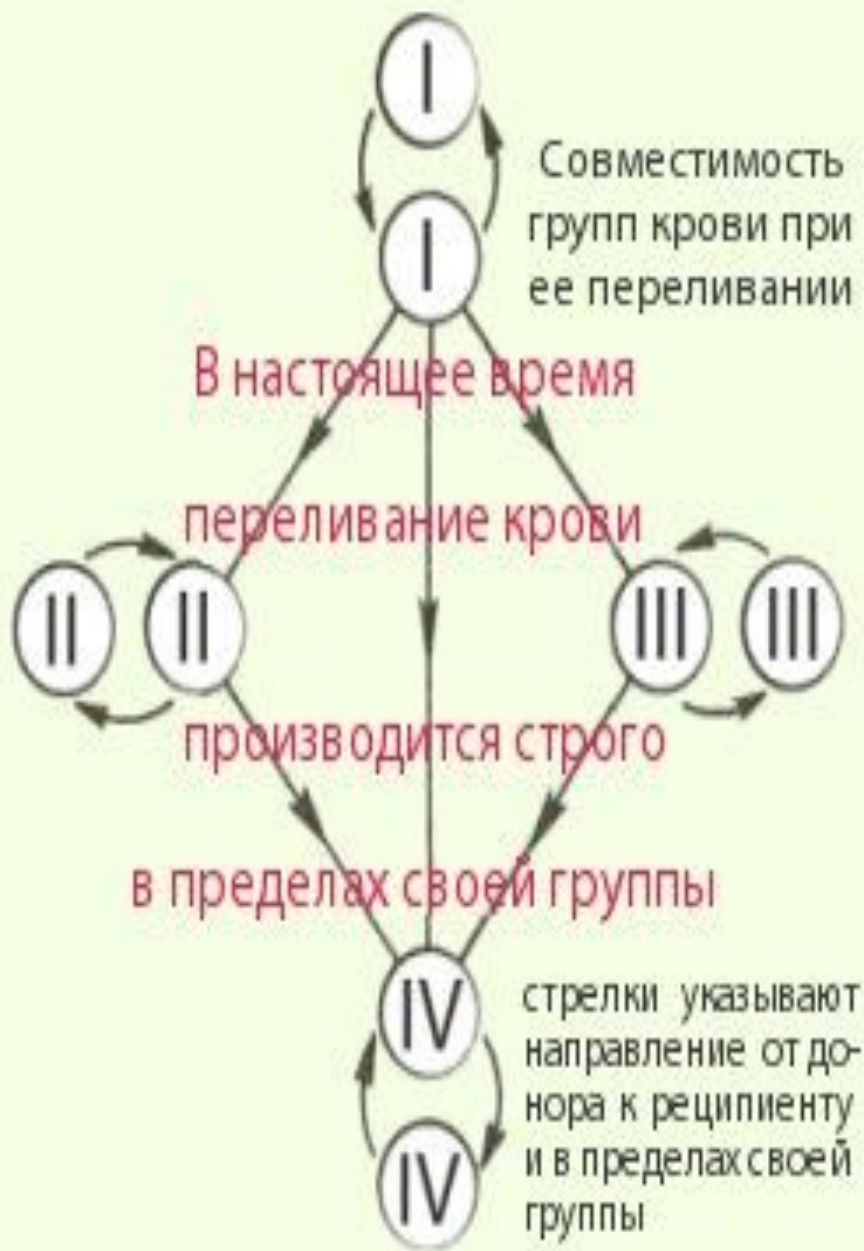 I
I
Совместимость
групп крови при
ее переливании
В настоящее время
переливание крови
II II III III
производится строго
в пределах своей группы
IV
IV
стрелки указывают
направление от до-
нора к реципиенту
и в пределах своей
группы